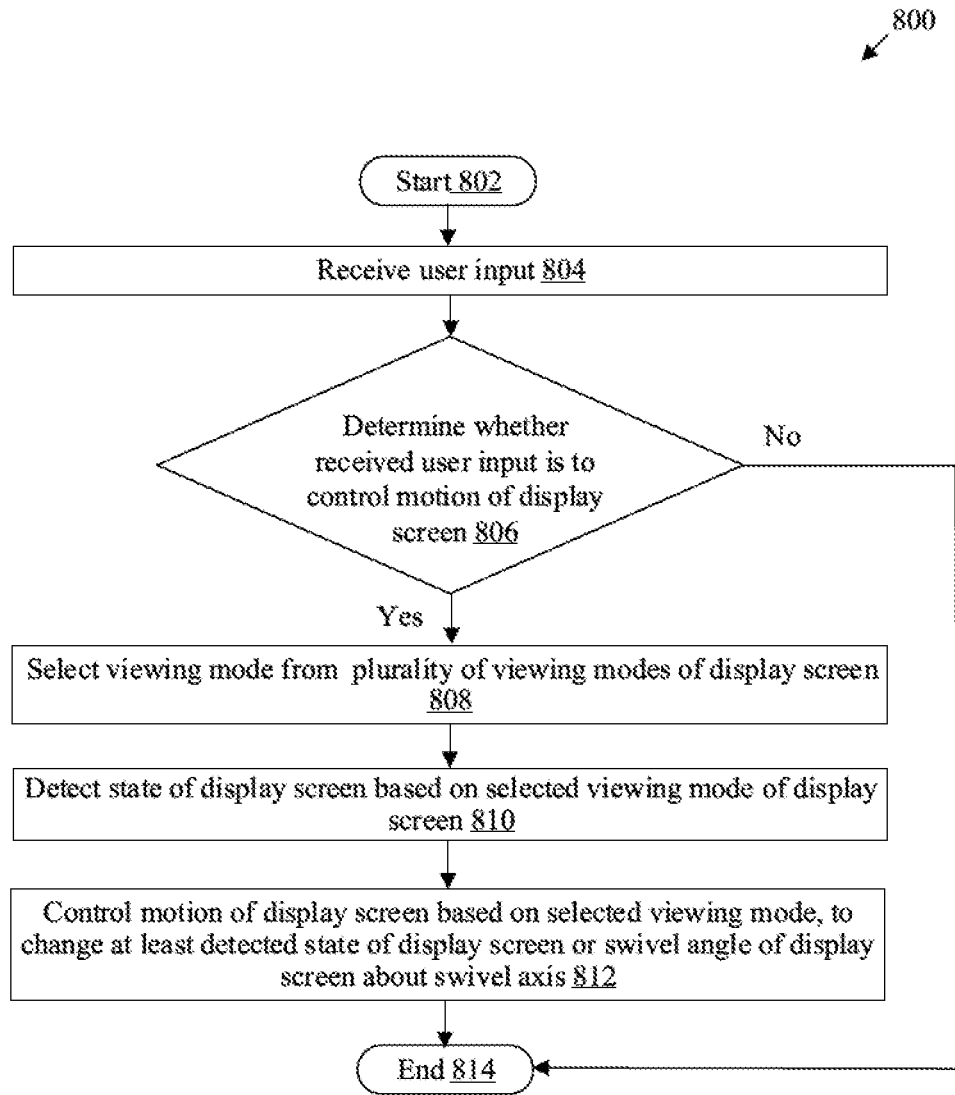 800
Start 802
Receive user input 804
Determine whether
received user input is to
control motion of display
screen 806
No
Yes
Select viewing mode from plurality of viewing modes of display screen
808
Detect state of display screen based on selected viewing mode of display
screen 810
Control motion of display screen based on selected viewing mode, to
change at least detected state of display screen or swivel angle of display
screen about swivel axis 812
End 814